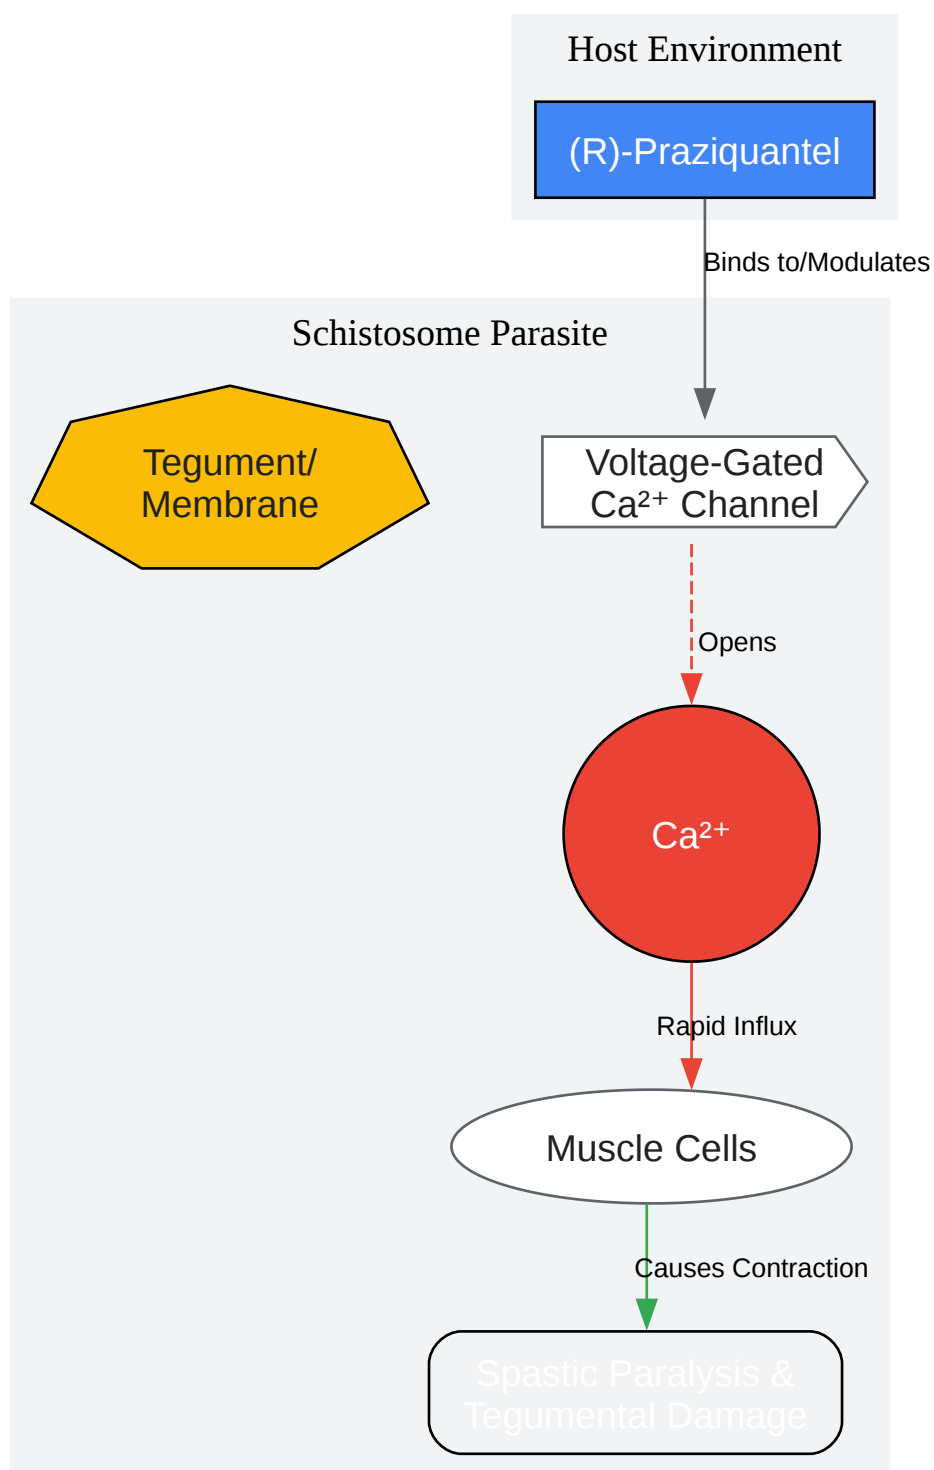 Host Environment
(R)-Praziquantel
Binds to/Modulates
Schistosome Parasite
Tegument/
Membrane
Voltage-Gated
Ca²⁺ Channel
Opens
Ca²⁺
Rapid Influx
Muscle Cells
Causes Contraction
Spastic Paralysis &
Tegumental Damage